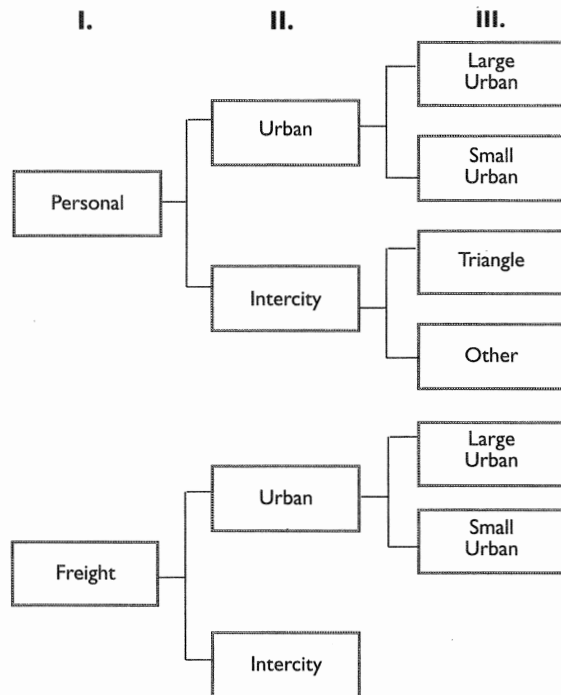 I.
II.
III.
Personal
Urban
Large
Urban
Small
Urban
Intercity
Triangle
Other
Freight
Urban
Large
Urban
Small
Urban
Intercity